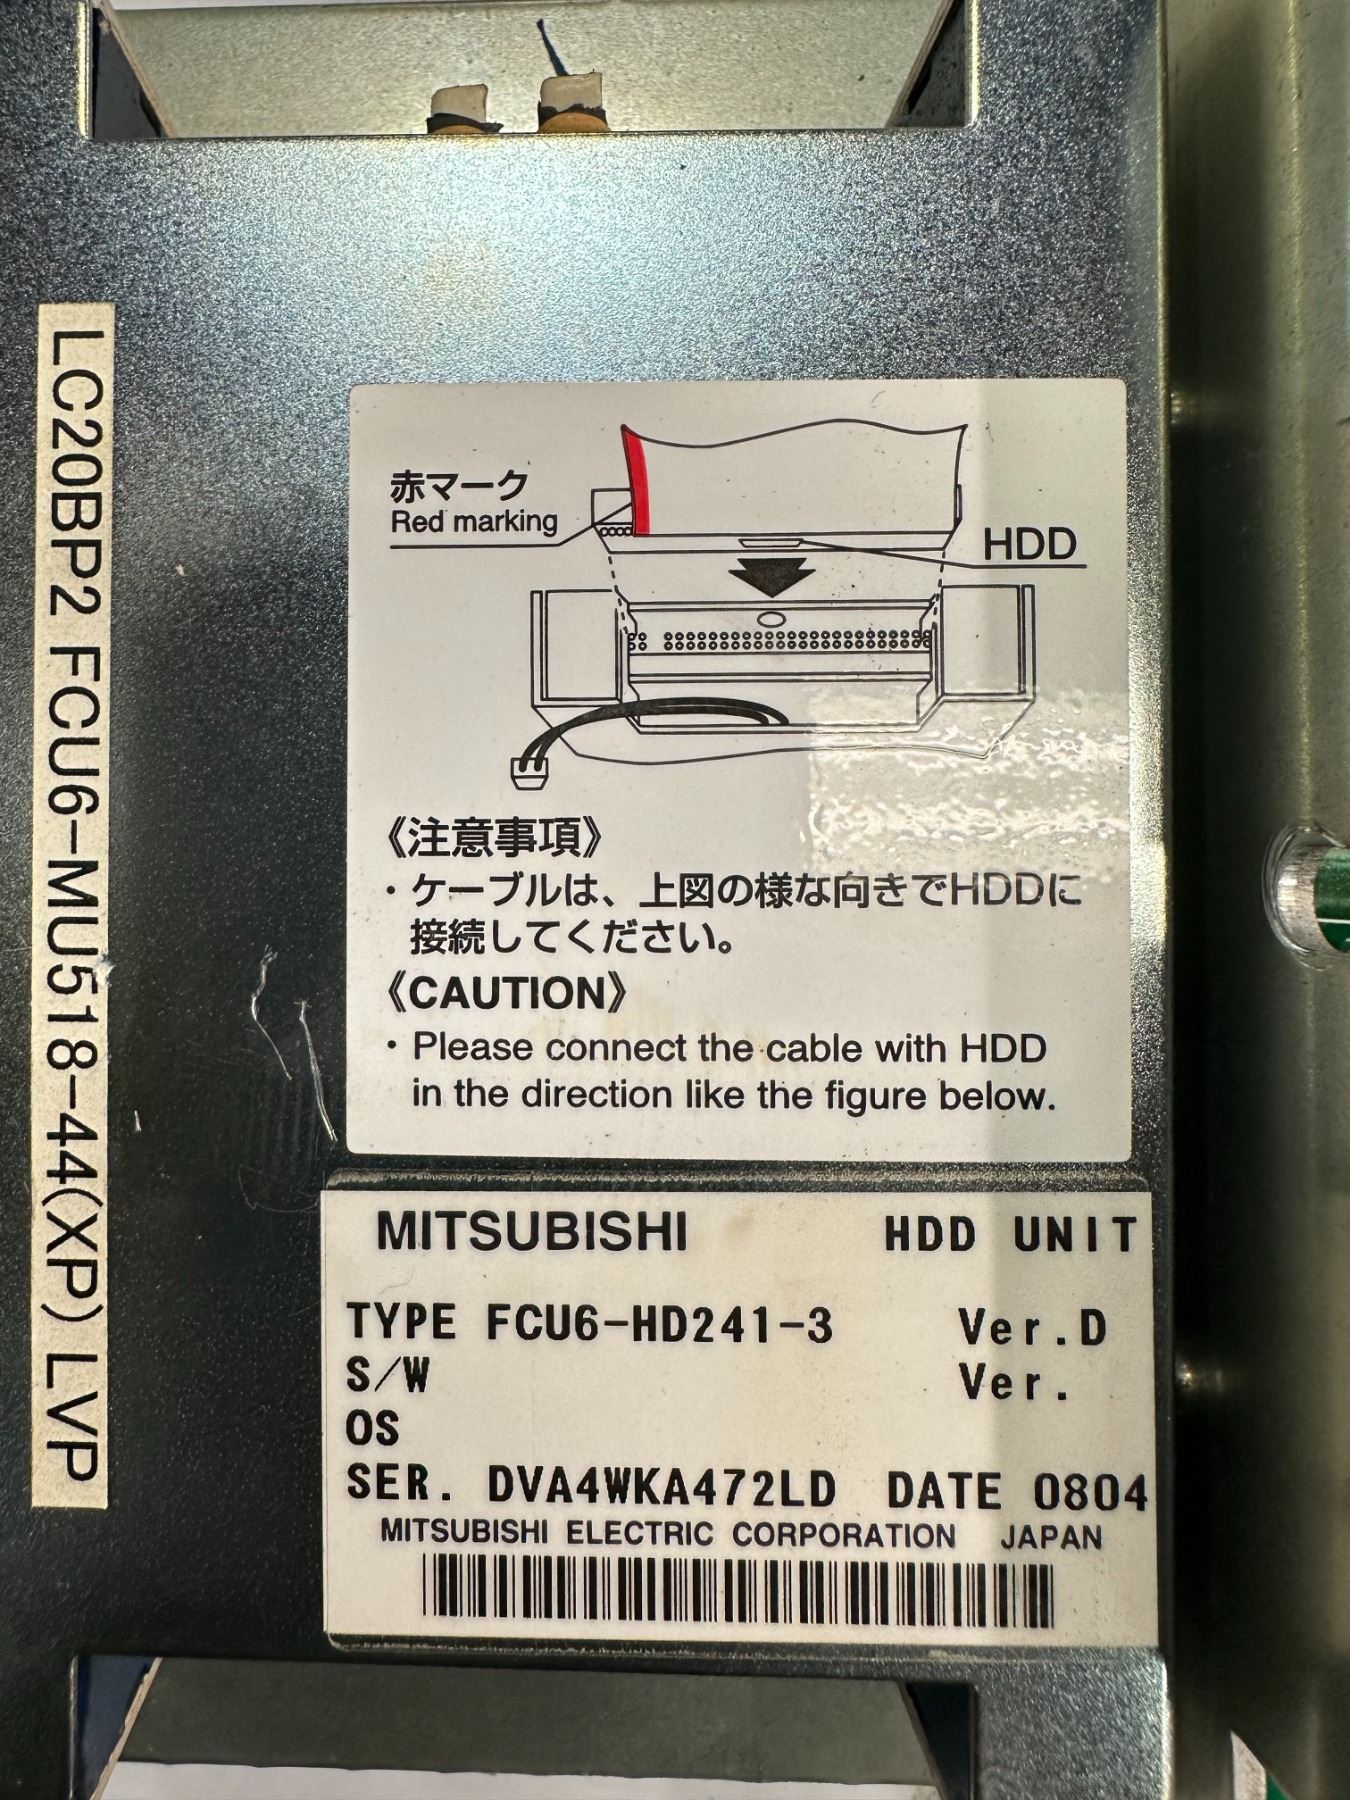 LC20BP2 FCU6-MU518-44(XP) LVP
赤マーク
Red marking
HDD
《注意事項》
・ケーブルは、上図の様な向きでHDDに
接続してください。
《CAUTION》
・Please connect the cable with HDD
in the direction like the figure below.
MITSUBISHI HDD UNIT
TYPE FCU6-HD241-3 Ver.D
S/W Ver.
OS
SER. DVA4WKA472LD DATE 0804
MITSUBISHI ELECTRIC CORPORATION JAPAN